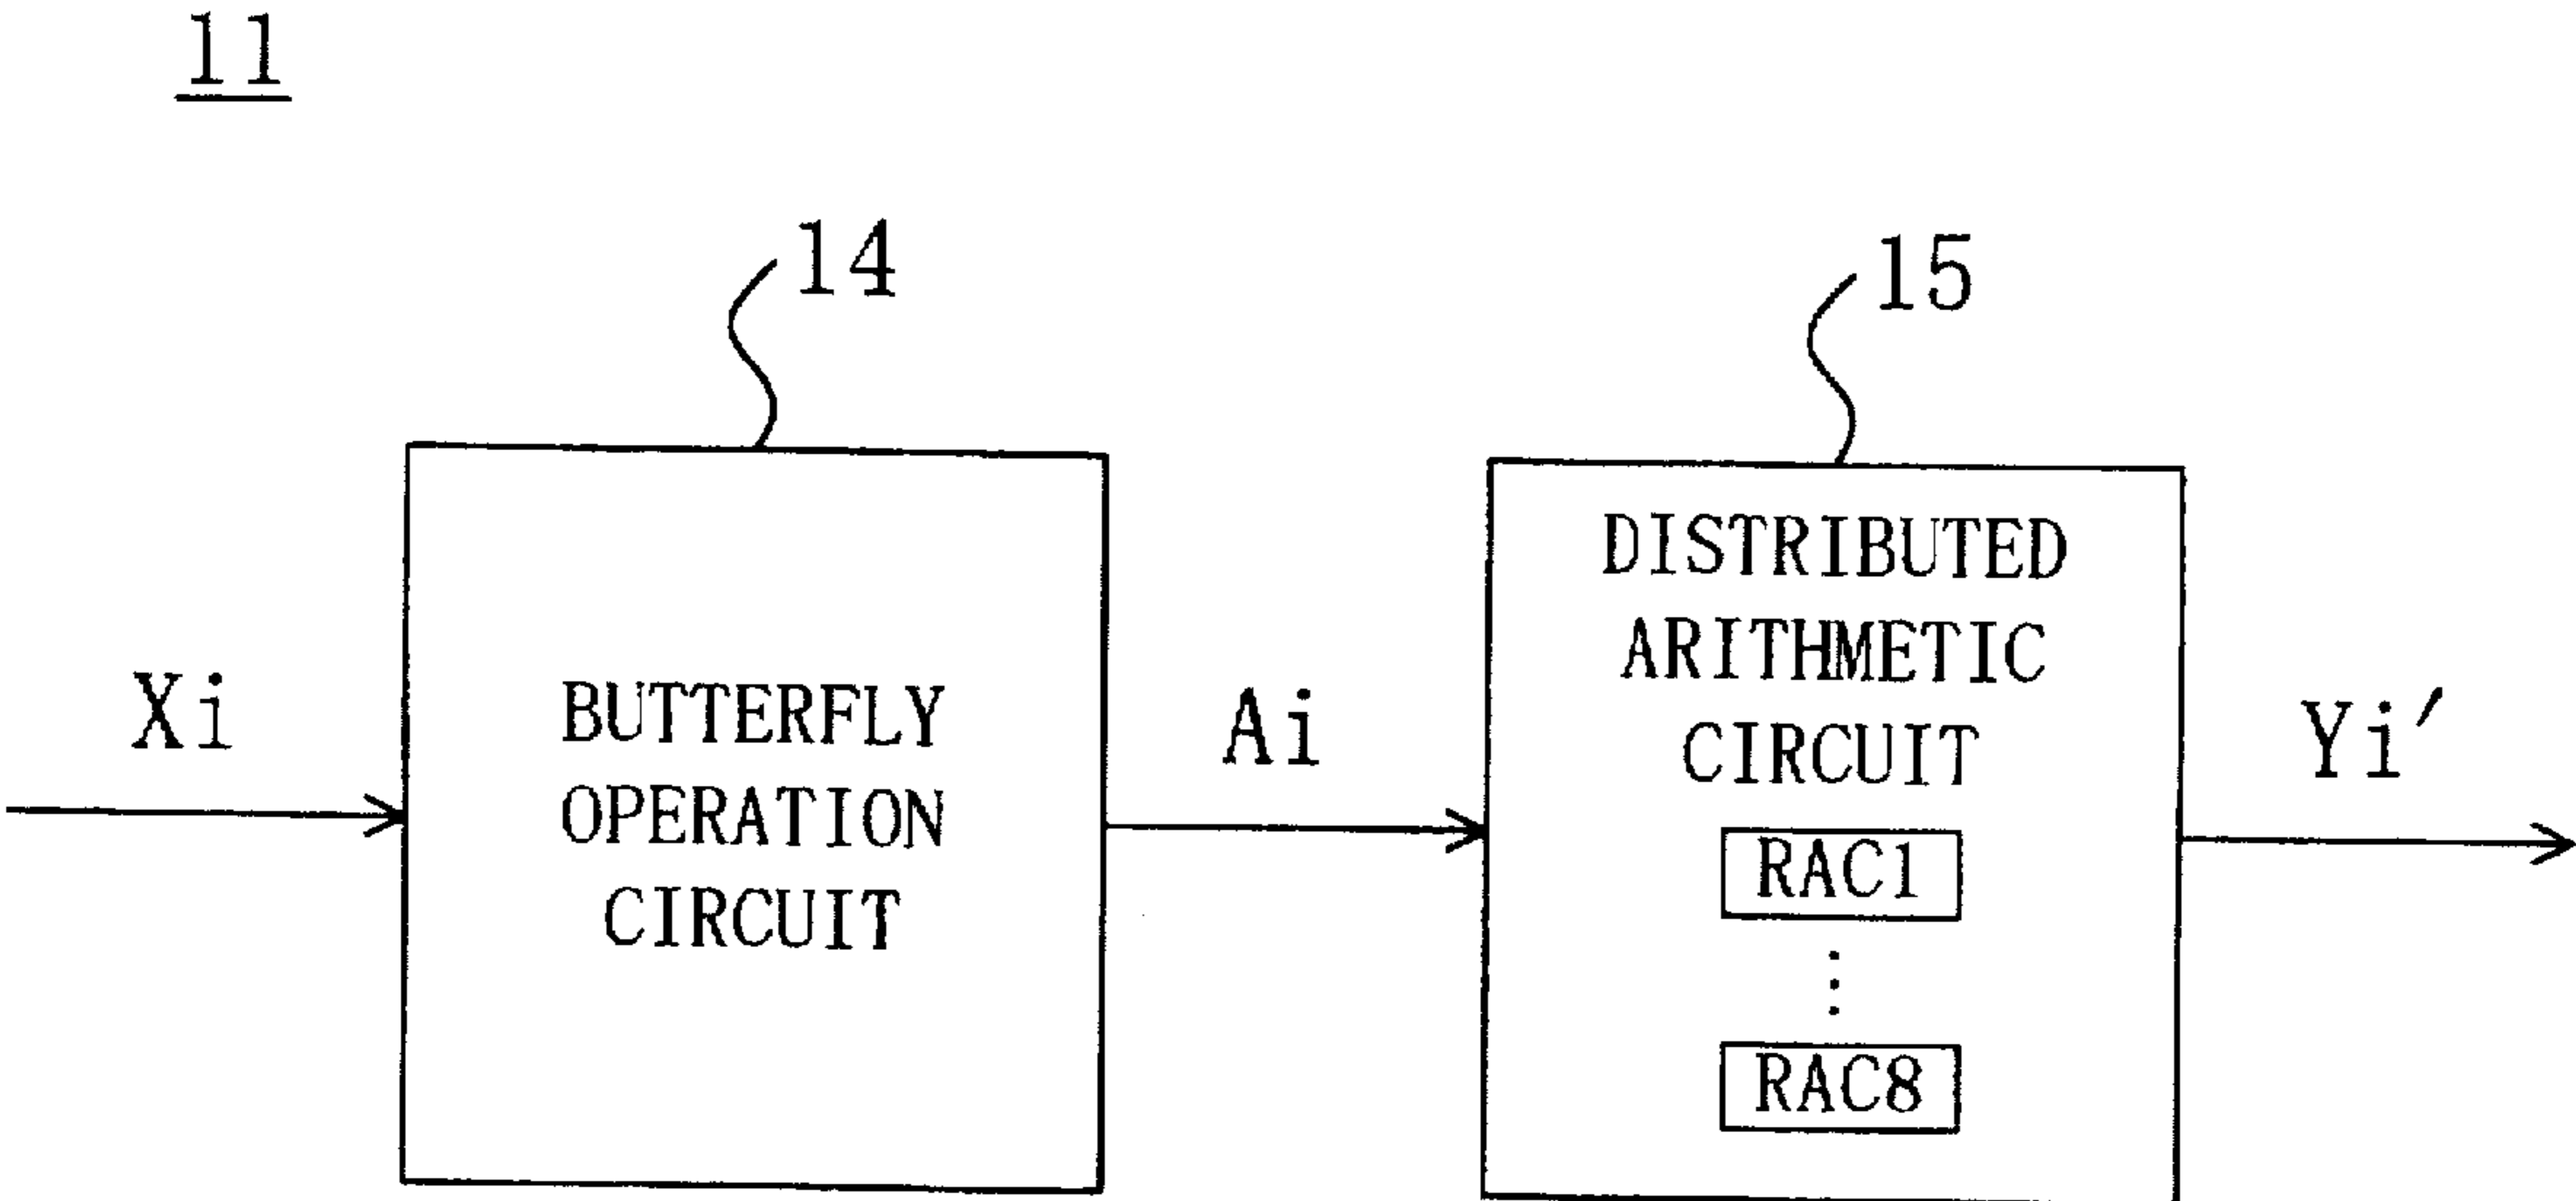 11
14
15
Xi
BUTTERFLY
OPERATION
CIRCUIT
Ai
DISTRIBUTED
ARITHMETIC
CIRCUIT
RAC1
⋮
RAC8
Yi′